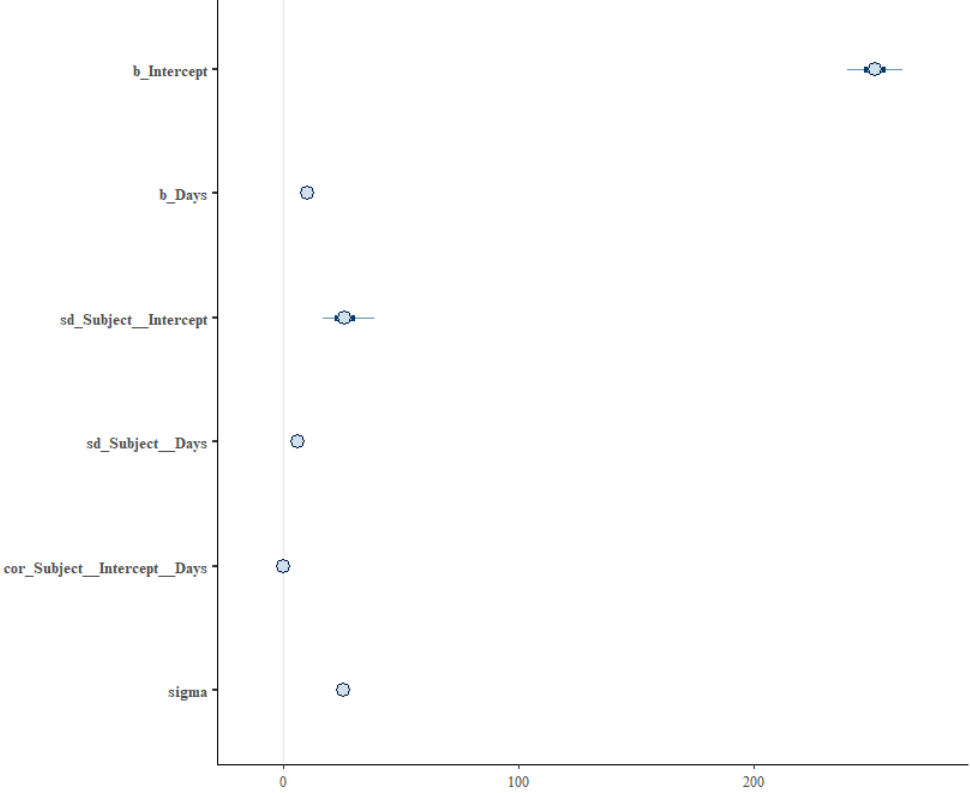 b_Intercept
b_Days
sd_Subject__Intercept
sd_Subject__Days
cor_Subject__Intercept__Days
sigma
0 100 200